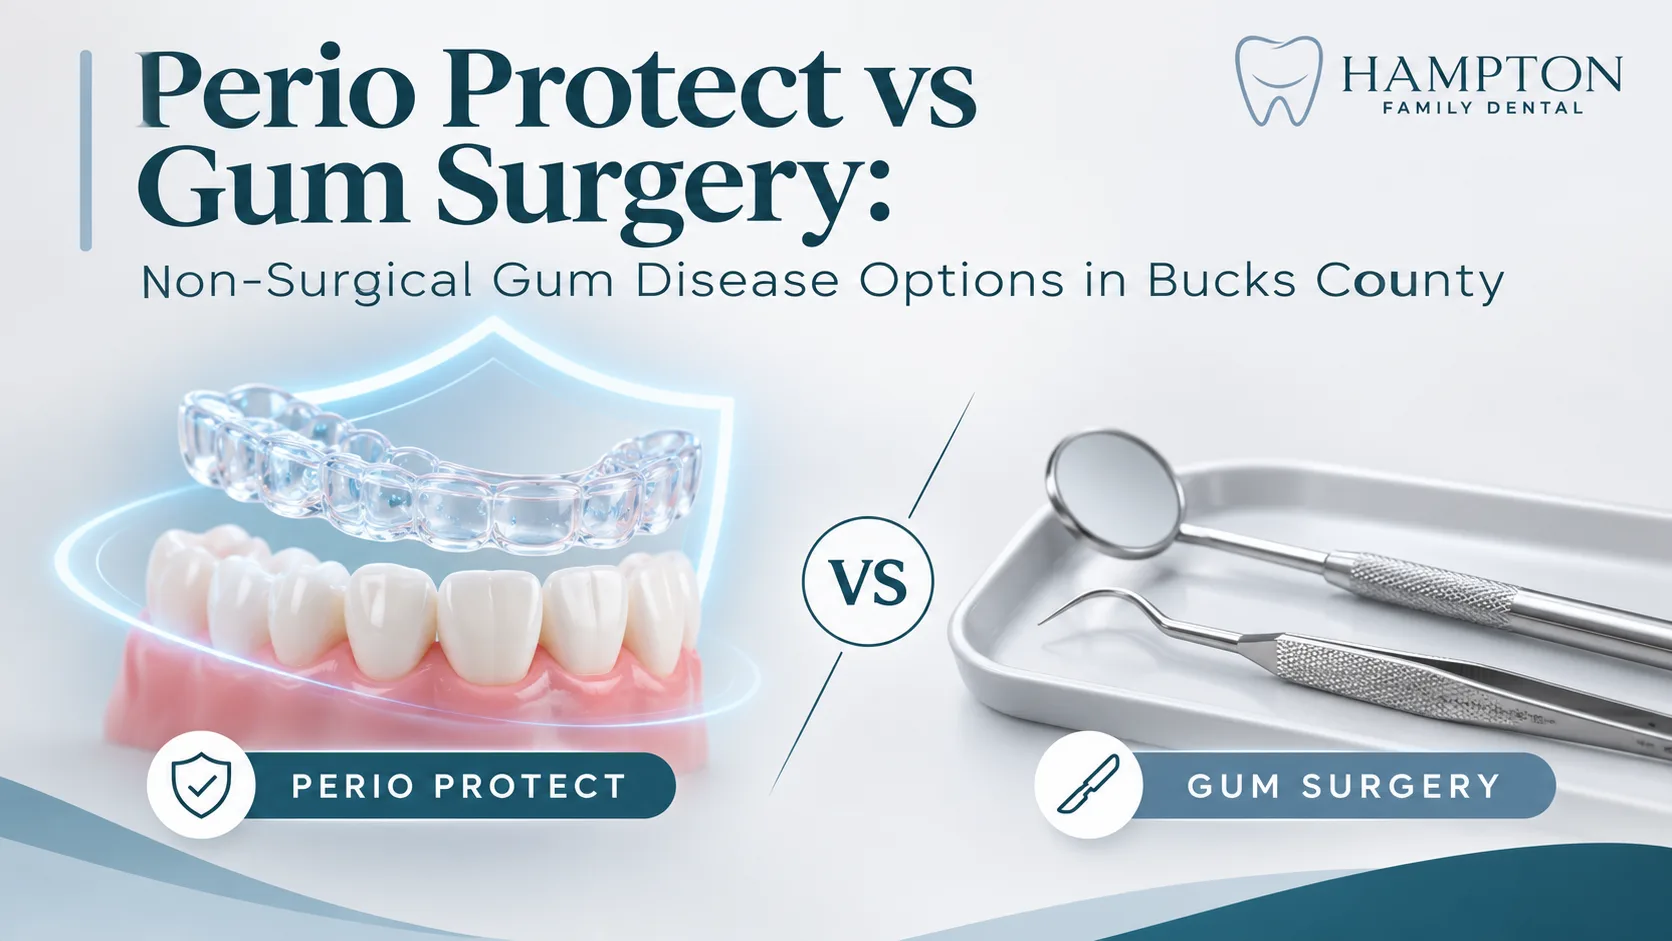 Perio Protect vs
Gum Surgery:
Non-Surgical Gum Disease Options in Bucks County
HAMPTON
FAMILY DENTAL
VS
PERIO PROTECT
GUM SURGERY